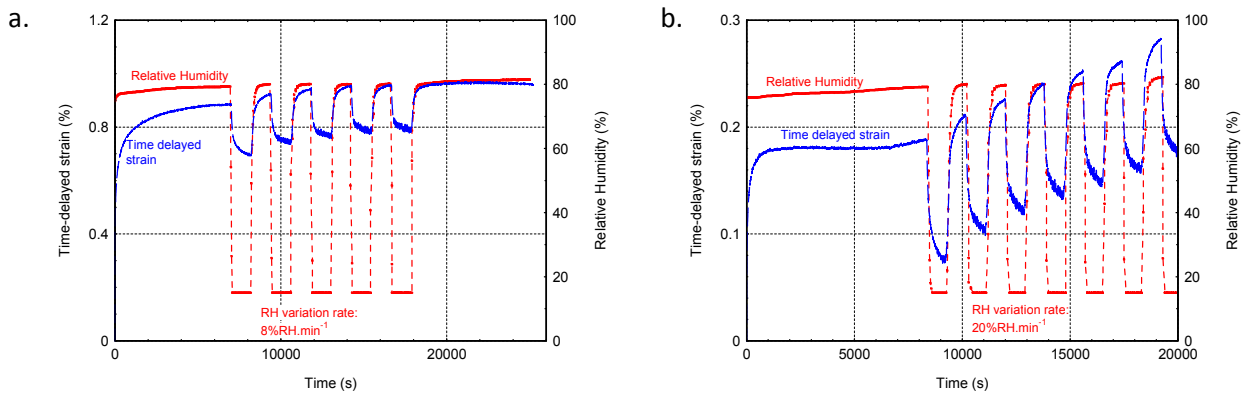 a.
1.2
0.8
0.4
0
Time-delayed strain (%)
100
80
60
40
20
0
Relative Humidity (%)
0
10000
20000
Time (s)
Relative Humidity
Time delayed
strain
RH variation rate:
8%RH.min-1
b.
0.3
0.2
0.1
0
Time-delayed strain (%)
100
80
60
40
20
0
Relative Humidity (%)
0
5000
10000
15000
20000
Time (s)
Relative Humidity
Time delayed strain
RH variation rate:
20%RH.min-1